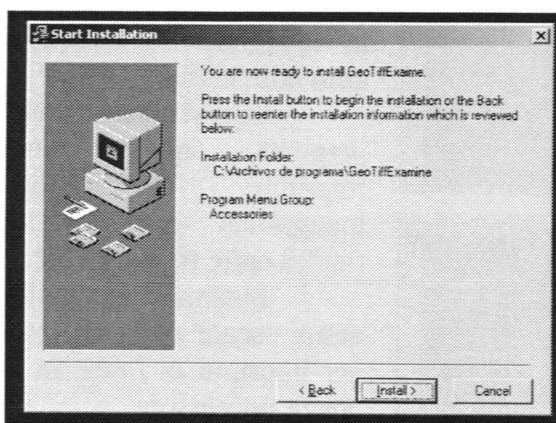 Start Installation
You are now ready to install GeoTiffExaime.
Press the Install button to begin the installation or the Back
button to reenter the installation information which is reviewed
below.
Installation Folder:
C:\Archivos de programa\GeoTiffExamine
Program Menu Group:
Accessories
< Back
Install >
Cancel